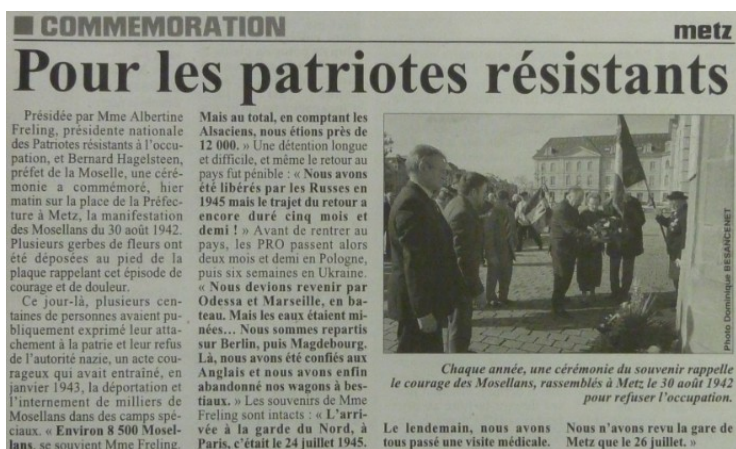 COMMEMORATION
metz
Pour les patriotes résistants
Présidée par Mme Albertine
Freling, présidente nationale
des Patriotes résistants à l'occu-
pation, et Bernard Hagelsteen,
préfet de la Moselle, une céré-
monie a commémoré, hier
matin sur la place de la Préfec-
ture à Metz, la manifestation
des Mosellans du 30 août 1942.
Plusieurs gerbes de fleurs ont
été déposées au pied de la
plaque rappelant cet épisode de
courage et de douleur.
Ce jour-là, plusieurs cen-
taines de personnes avaient pu-
bliquement exprimé leur atta-
chement à la patrie et leur refus
de l'autorité nazie, un acte cou-
rageux qui avait entraîné, en
janvier 1943, la déportation et
l'internement de milliers de
Mosellans dans des camps spé-
ciaux. « Environ 8 500 Mosel-
lans, se souvient Mme Freling.
Mais au total, en comptant les
Alsaciens, nous étions près de
12 000. » Une détention longue
et difficile, et même le retour au
pays fut pénible : « Nous avons
été libérés par les Russes en
1945 mais le trajet du retour a
encore duré cinq mois et
demi ! » Avant de rentrer au
pays, les PRO passent alors
deux mois et demi en Pologne,
puis six semaines en Ukraine.
« Nous devions revenir par
Odessa et Marseille, en ba-
teau. Mais les eaux étaient mi-
nées... Nous sommes repartis
sur Berlin, puis Magdebourg.
Là, nous avons été confiés aux
Anglais et nous avons enfin
abandonné nos wagons à bes-
tiaux. » Les souvenirs de Mme
Freling sont intacts : « L'arri-
vée à la garde du Nord, à
Paris, c'était le 24 juillet 1945.
Photo Dominique BESANCENET
Chaque année, une cérémonie du souvenir rappelle
le courage des Mosellans, rassemblés à Metz le 30 août 1942
pour refuser l'occupation.
Le lendemain, nous avons
tous passé une visite médicale.
Nous n'avons revu la gare de
Metz que le 26 juillet. »